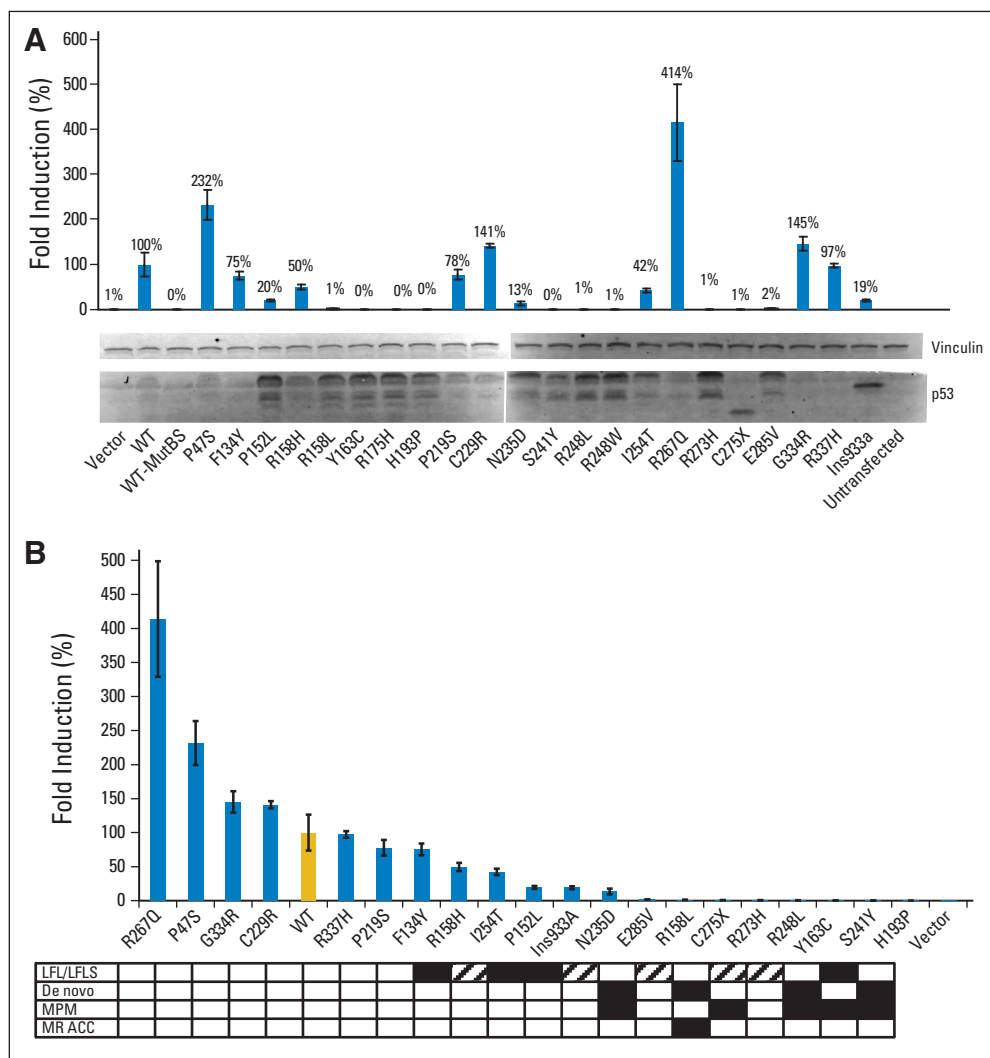 A
Fold Induction (%)
600
500
400
300
200
100
0
1%
100%
0%
232%
75%
20%
50%
1%
0%
0%
0%
78%
141%
13%
0%
1%
1%
42%
414%
1%
1%
2%
145%
97%
19%
Vinculin
p53
Vector
WT
WT-MutBS
P47S
F134Y
P152L
R158H
R158L
Y163C
R175H
H193P
P219S
C229R
N235D
S241Y
R248L
R248W
I254T
R267Q
R273H
C275X
E285V
G334R
R337H
Ins933a
Untransfected
B
Fold Induction (%)
500
450
400
350
300
250
200
150
100
50
0
R267Q
P47S
G334R
C229R
WT
R337H
P219S
F134Y
R158H
I254T
P152L
Ins933A
N235D
E285V
R158L
C275X
R273H
R248L
Y163C
S241Y
H193P
Vector
LFL/LFLS
De novo
MPM
MR ACC